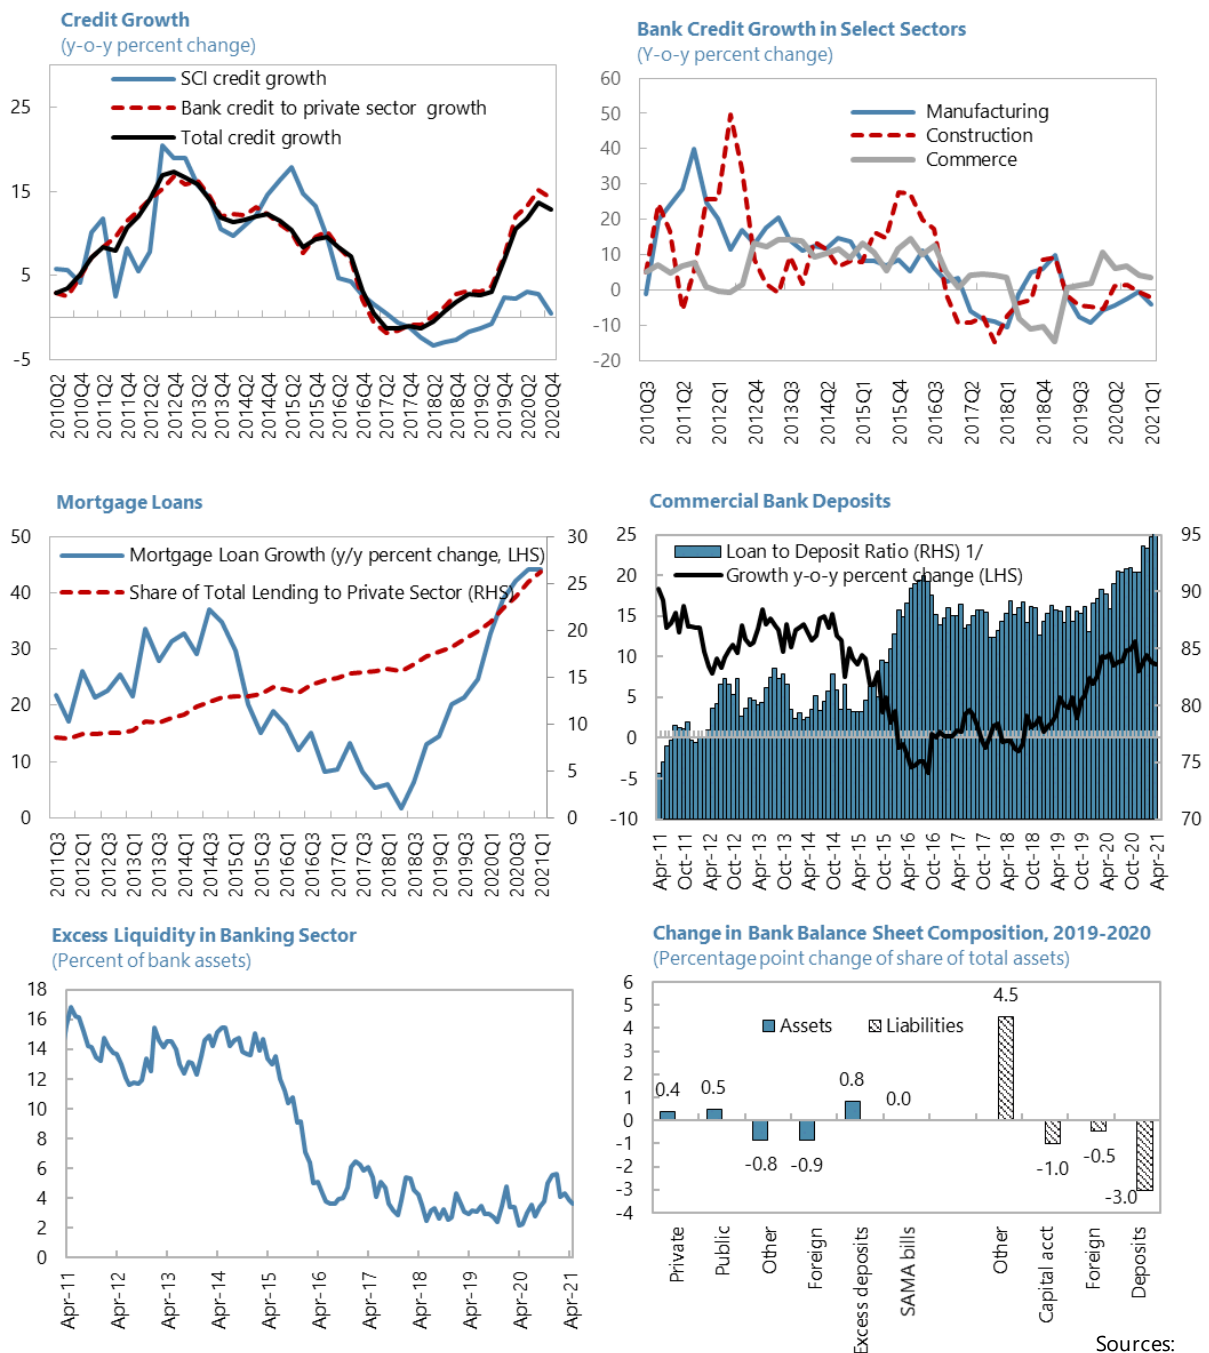 Credit Growth
(y-o-y percent change)
SCI credit growth
Bank credit to private sector growth
Total credit growth
25
15
5
-5
2010Q2
2010Q4
2011Q2
2011Q4
2012Q2
2012Q4
2013Q2
2013Q4
2014Q2
2014Q4
2015Q2
2015Q4
2016Q2
2016Q4
2017Q2
2017Q4
2018Q2
2018Q4
2019Q2
2019Q4
2020Q2
2020Q4
Bank Credit Growth in Select Sectors
(Y-o-y percent change)
Manufacturing
Construction
Commerce
60
50
40
30
20
10
0
-10
-20
2010Q3
2011Q2
2012Q1
2012Q4
2013Q3
2014Q2
2015Q1
2015Q4
2016Q3
2017Q2
2018Q1
2018Q4
2019Q3
2020Q2
2021Q1
Mortgage Loans
Mortgage Loan Growth (y/y percent change, LHS)
Share of Total Lending to Private Sector (RHS)
50
40
30
20
10
0
30
25
20
15
10
5
0
2011Q3
2012Q1
2012Q3
2013Q1
2013Q3
2014Q1
2014Q3
2015Q1
2015Q3
2016Q1
2016Q3
2017Q1
2017Q3
2018Q1
2018Q3
2019Q1
2019Q3
2020Q1
2020Q3
2021Q1
Commercial Bank Deposits
Loan to Deposit Ratio (RHS) 1/
Growth y-o-y percent change (LHS)
25
20
15
10
5
0
-5
-10
95
90
85
80
75
70
Apr-11
Oct-11
Apr-12
Oct-12
Apr-13
Oct-13
Apr-14
Oct-14
Apr-15
Oct-15
Apr-16
Oct-16
Apr-17
Oct-17
Apr-18
Oct-18
Apr-19
Oct-19
Apr-20
Oct-20
Apr-21
Excess Liquidity in Banking Sector
(Percent of bank assets)
18
16
14
12
10
8
6
4
2
0
Apr-11
Apr-12
Apr-13
Apr-14
Apr-15
Apr-16
Apr-17
Apr-18
Apr-19
Apr-20
Apr-21
Change in Bank Balance Sheet Composition, 2019-2020
(Percentage point change of share of total assets)
Assets
Liabilities
6
5
4
3
2
1
0
-1
-2
-3
-4
0.4
0.5
-0.8
-0.9
0.8
0.0
4.5
-1.0
-0.5
-3.0
Private
Public
Other
Foreign
Excess deposits
SAMA bills
Other
Capital acct
Foreign
Deposits
Sources: